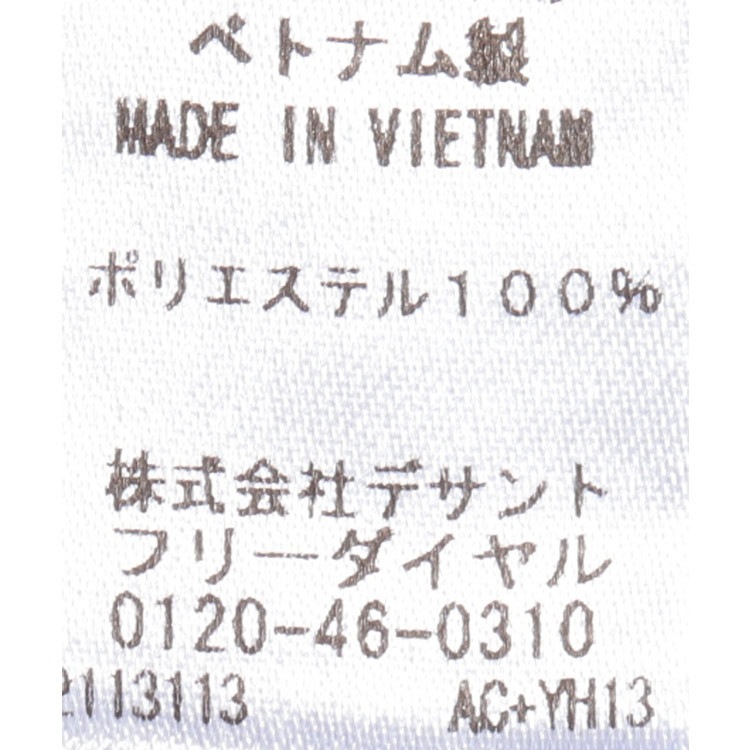 ベトナム製
MADE IN VIETNAM
ポリエステル100%
株式会社デサント
フリーダイヤル
0120-46-0310
2113113 AC+YH13